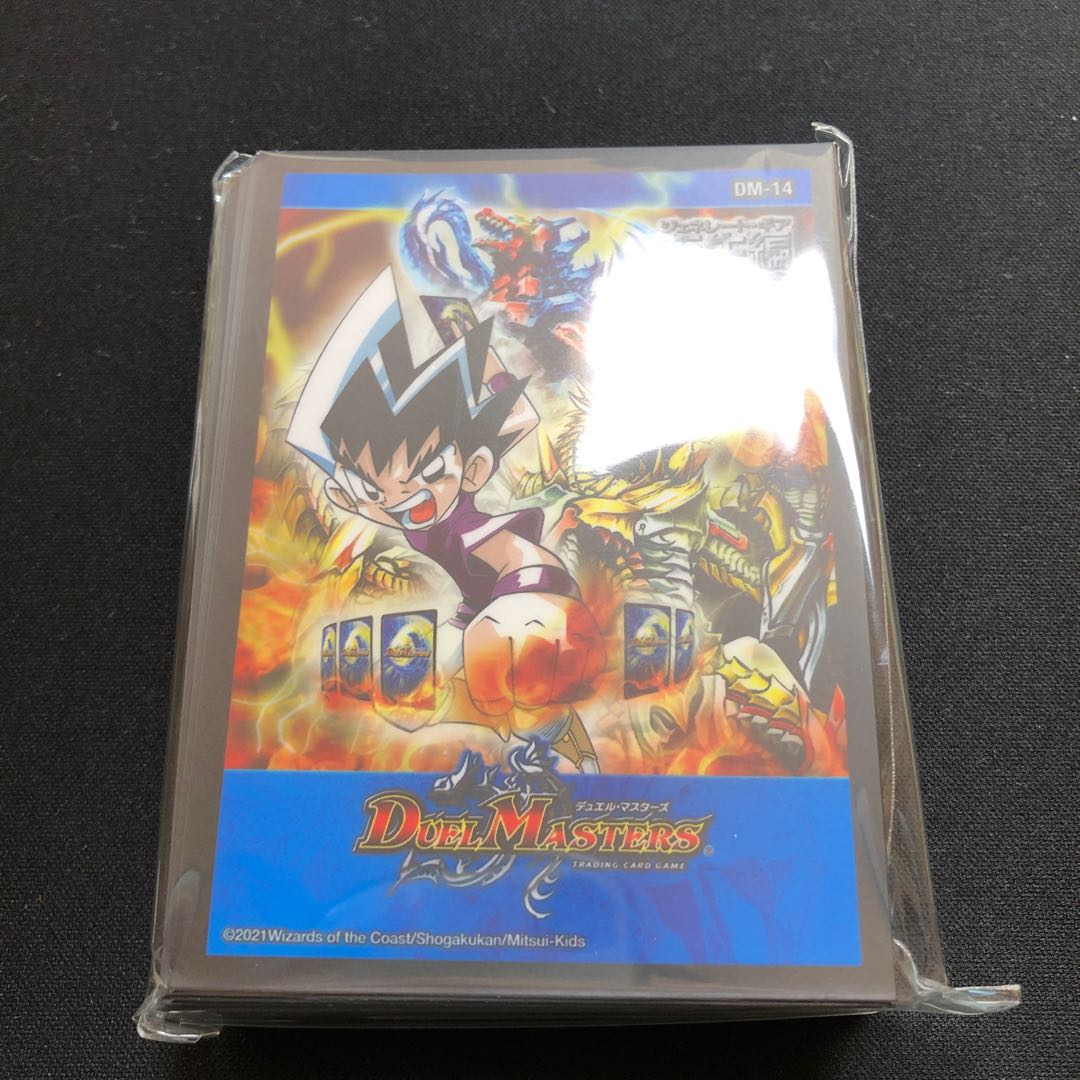 DM-14
デュエル・マスターズ
DUEL MASTERS®
TRADING CARD GAME
©2021Wizards of the Coast/Shogakukan/Mitsui-Kids